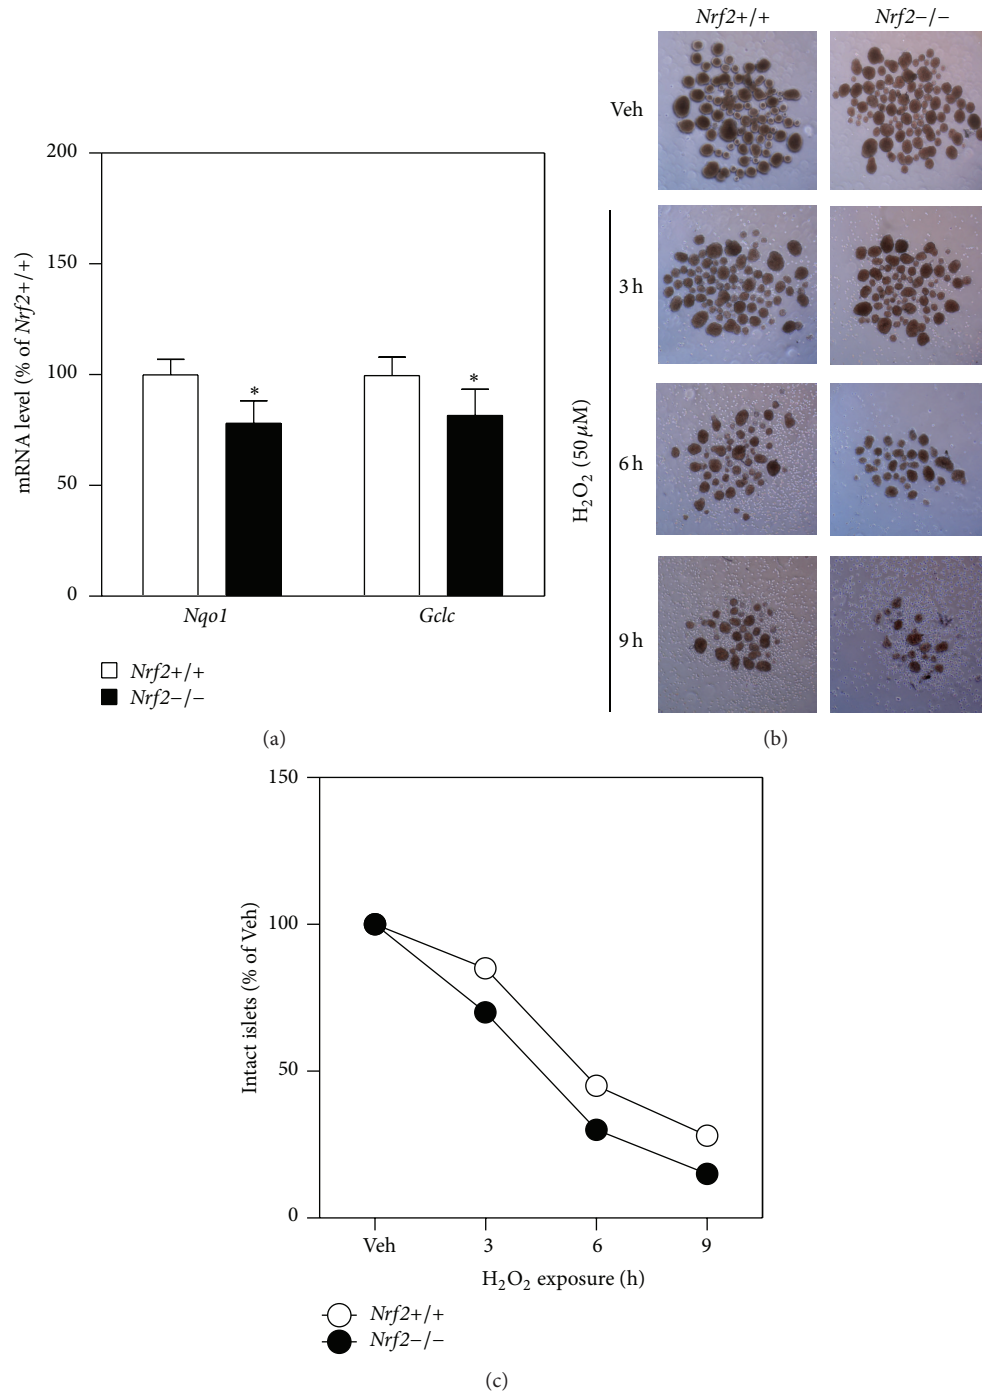 200
150
100
50
0
mRNA level (% of Nrf2+/+)
*
*
Nqo1 Gclc
Nrf2+/+
Nrf2−/−
(a)
Nrf2+/+ Nrf2−/−
Veh
3 h
6 h
9 h
H₂O₂ (50 μM)
(b)
150
100
50
0
Intact islets (% of Veh)
Veh 3 6 9
H₂O₂ exposure (h)
Nrf2+/+
Nrf2−/−
(c)